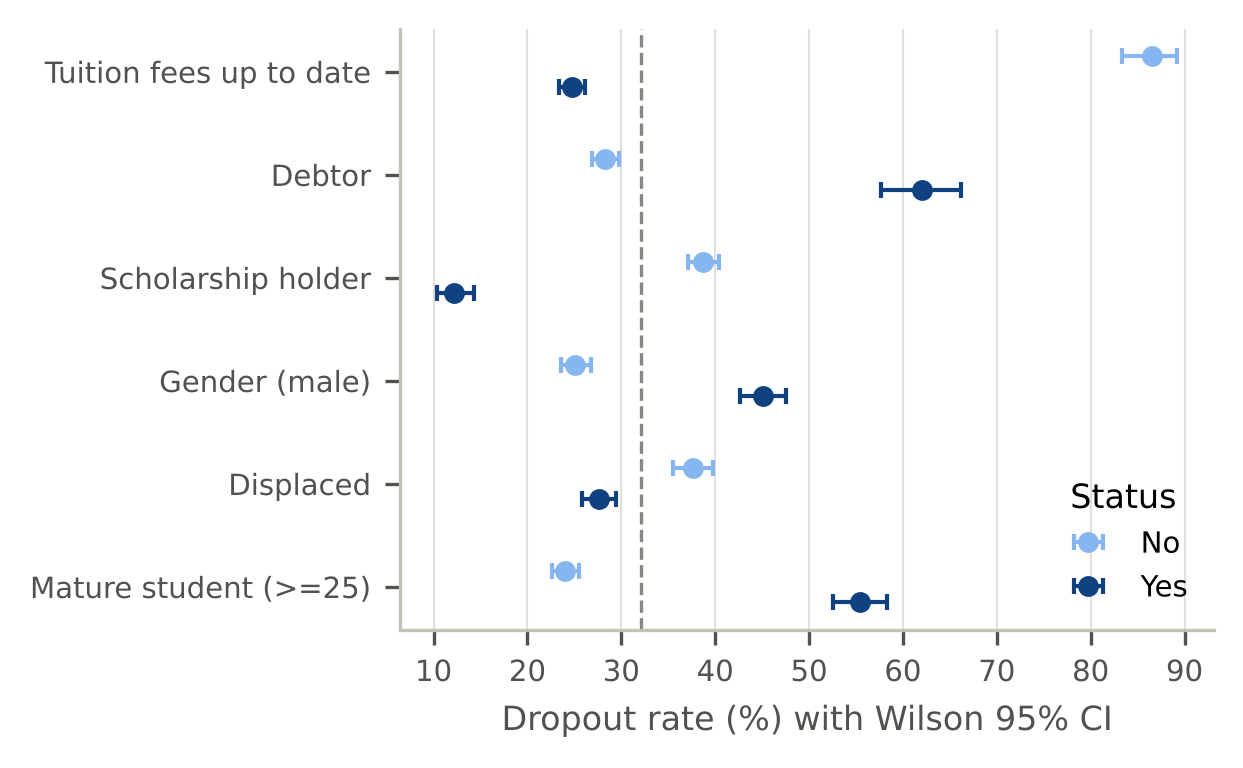 Tuition fees up to date
Debtor
Scholarship holder
Gender (male)
Displaced
Mature student (>=25)
Status
No
Yes
10 20 30 40 50 60 70 80 90
Dropout rate (%) with Wilson 95% CI